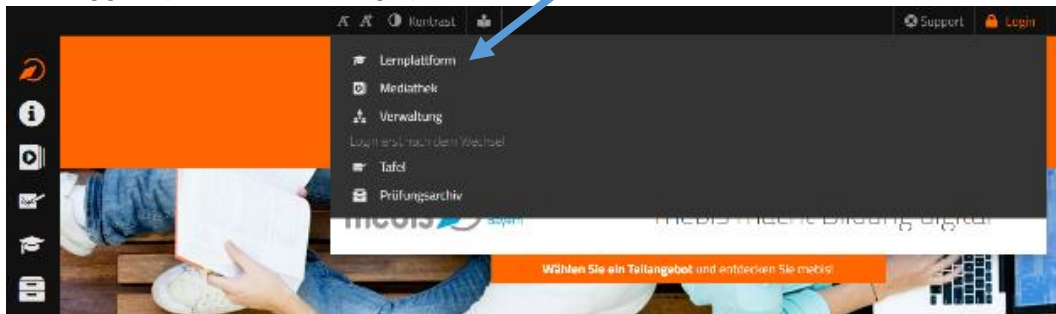 Kontrast
Support
Login
Lernplattform
Mediathek
Verwaltung
Login erst nach dem Wechsel
Tafel
Prüfungsarchiv
mebis
Bayern
mebis macht Bildung digital
Wählen Sie ein Teilangebot und entdecken Sie mebis!